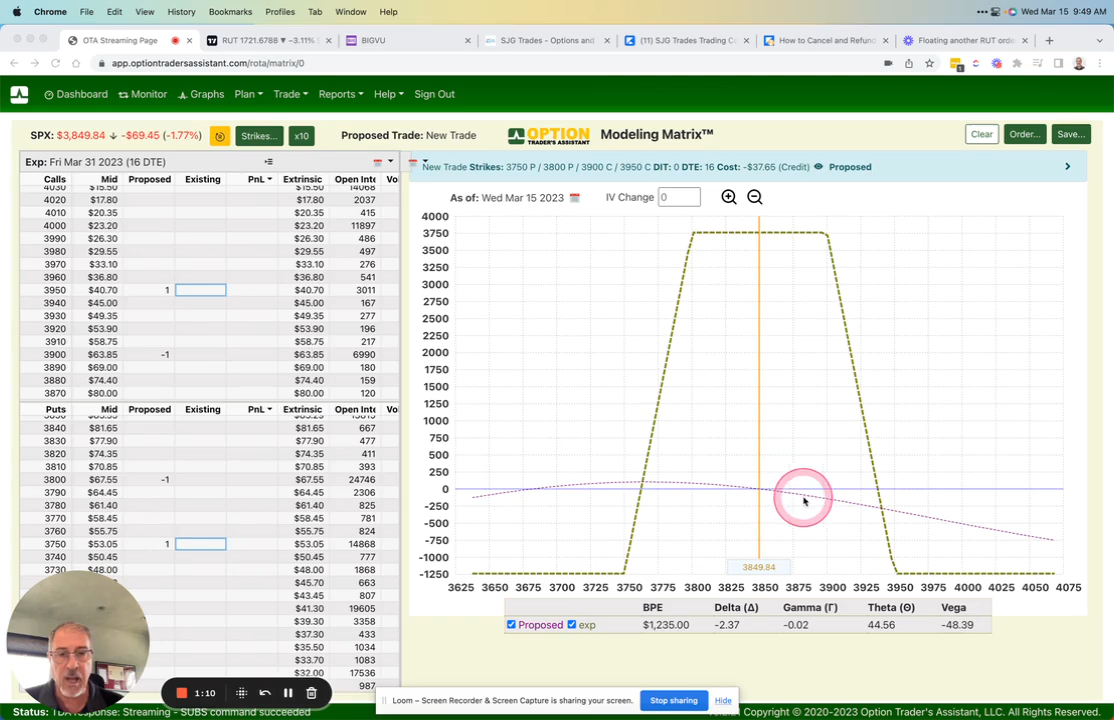 Chrome File Edit View History Bookmarks Profiles Tab Window Help Wed Mar 15 9:49 AM
OTA Streaming Page RUT 1721.6788 ▼ -3.11% BIGVU SJG Trades - Options and (11) SJG Trades Trading C How to Cancel and Refun Floating another RUT order
app.optiontradersassistant.com/rota/matrix/0
Dashboard Monitor Graphs Plan Trade Reports Help Sign Out
SPX: $3,849.84 ↓ -$69.45 (-1.77%) Strikes... x10 Proposed Trade: New Trade OPTION TRADER'S ASSISTANT Modeling Matrix™ Clear Order... Save...
Exp: Fri Mar 31 2023 (16 DTE)
New Trade Strikes: 3750 P / 3800 P / 3900 C / 3950 C DIT: 0 DTE: 16 Cost: -$37.65 (Credit) Proposed
Calls Mid Proposed Existing PnL Extrinsic Open Inte Vo
4030 $15.50 $15.50 14068
4020 $17.80 $17.80 2037
4010 $20.35 $20.35 415
4000 $23.20 $23.20 11897
3990 $26.30 $26.30 486
3980 $29.55 $29.55 497
3970 $33.10 $33.10 276
3960 $36.80 $36.80 541
3950 $40.70 1 $40.70 3011
3940 $45.00 $45.00 167
3930 $49.35 $49.35 277
3920 $53.90 $53.90 196
3910 $58.75 $58.75 217
3900 $63.85 -1 $63.85 6990
3890 $69.00 $69.00 180
3880 $74.40 $74.40 159
3870 $80.00 $80.00 120
Puts Mid Proposed Existing PnL Extrinsic Open Inte Vo
3840 $81.65 $81.65 667
3830 $77.90 $77.90 477
3820 $74.35 $74.35 411
3810 $70.85 $70.85 393
3800 $67.55 -1 $67.55 24746
3790 $64.45 $64.45 2306
3780 $61.40 $61.40 825
3770 $58.45 $58.45 781
3760 $55.75 $55.75 824
3750 $53.05 1 $53.05 14868
3740 $50.45 $50.45 777
3730 $48.00 $48.00 1868
$45.70 663
$43.45 807
$41.30 19605
$39.30 3358
$37.30 433
$35.50 1034
$33.70 1083
$32.00 17536
987
As of: Wed Mar 15 2023 IV Change 0
4000
3750
3500
3250
3000
2750
2500
2250
2000
1750
1500
1250
1000
750
500
250
0
-250
-500
-750
-1000
-1250
3849.84
3625 3650 3675 3700 3725 3750 3775 3800 3825 3850 3875 3900 3925 3950 3975 4000 4025 4050 4075
BPE Delta (Δ) Gamma (Γ) Theta (Θ) Vega
Proposed exp $1,235.00 -2.37 -0.02 44.56 -48.39
1:10
Loom – Screen Recorder & Screen Capture is sharing your screen. Stop sharing Hide
Status: TDA response: Streaming - SUBS command succeeded
Copyright © 2020-2023 Option Trader's Assistant, LLC. All Rights Reserved.